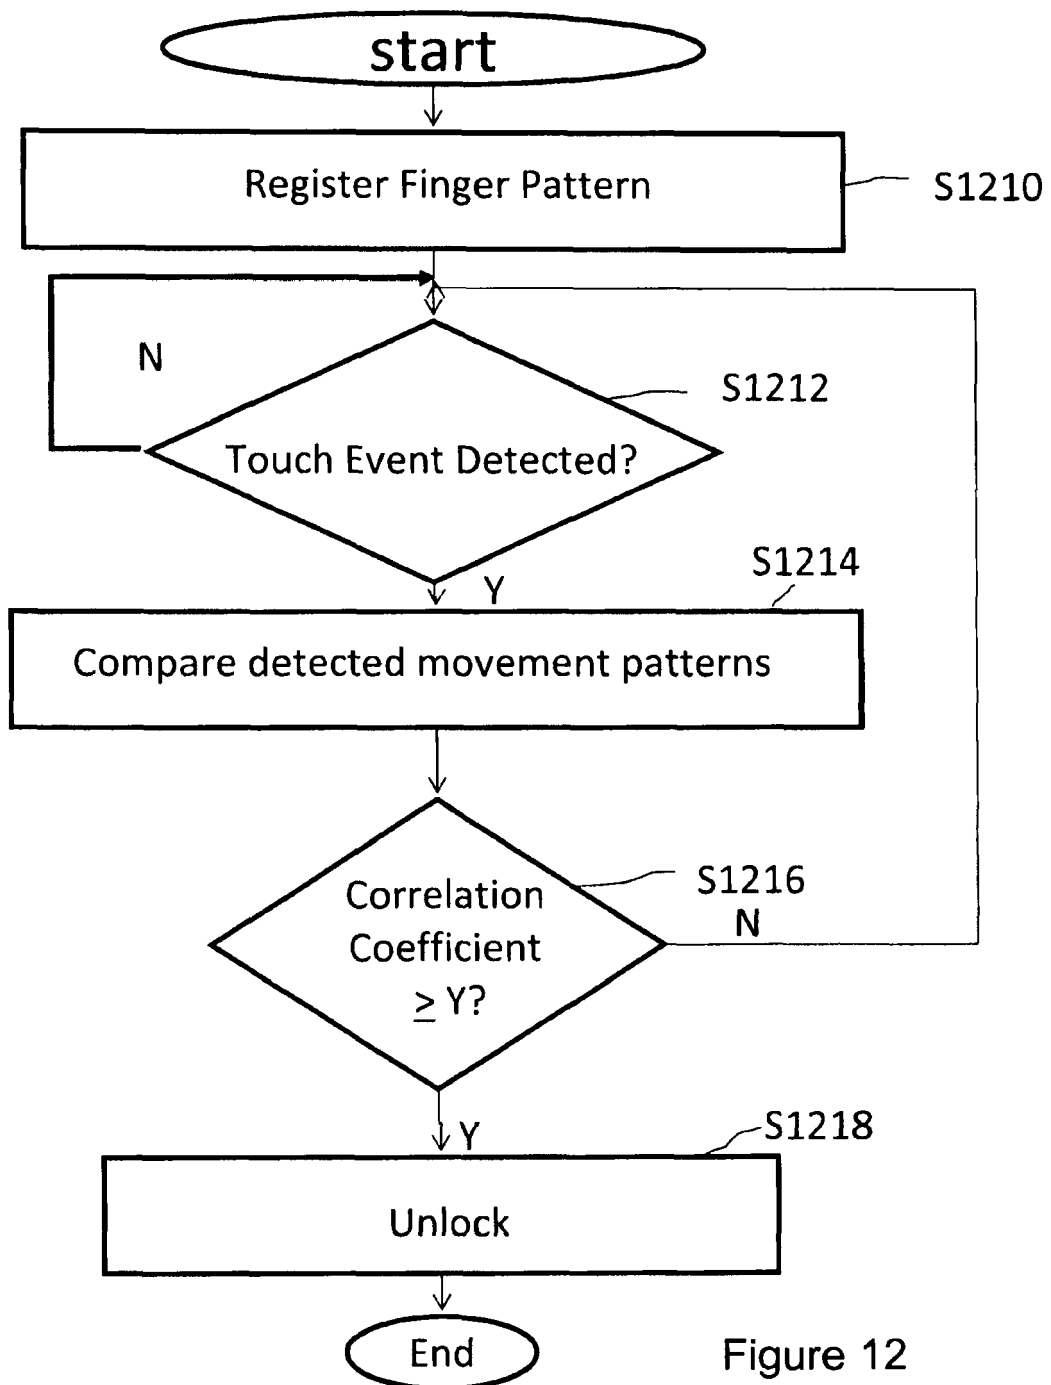 start
Register Finger Pattern
S1210
N
S1212
Touch Event Detected?
Y
S1214
Compare detected movement patterns
Correlation
Coefficient
≥ Y?
S1216
N
Y
S1218
Unlock
End
Figure 12